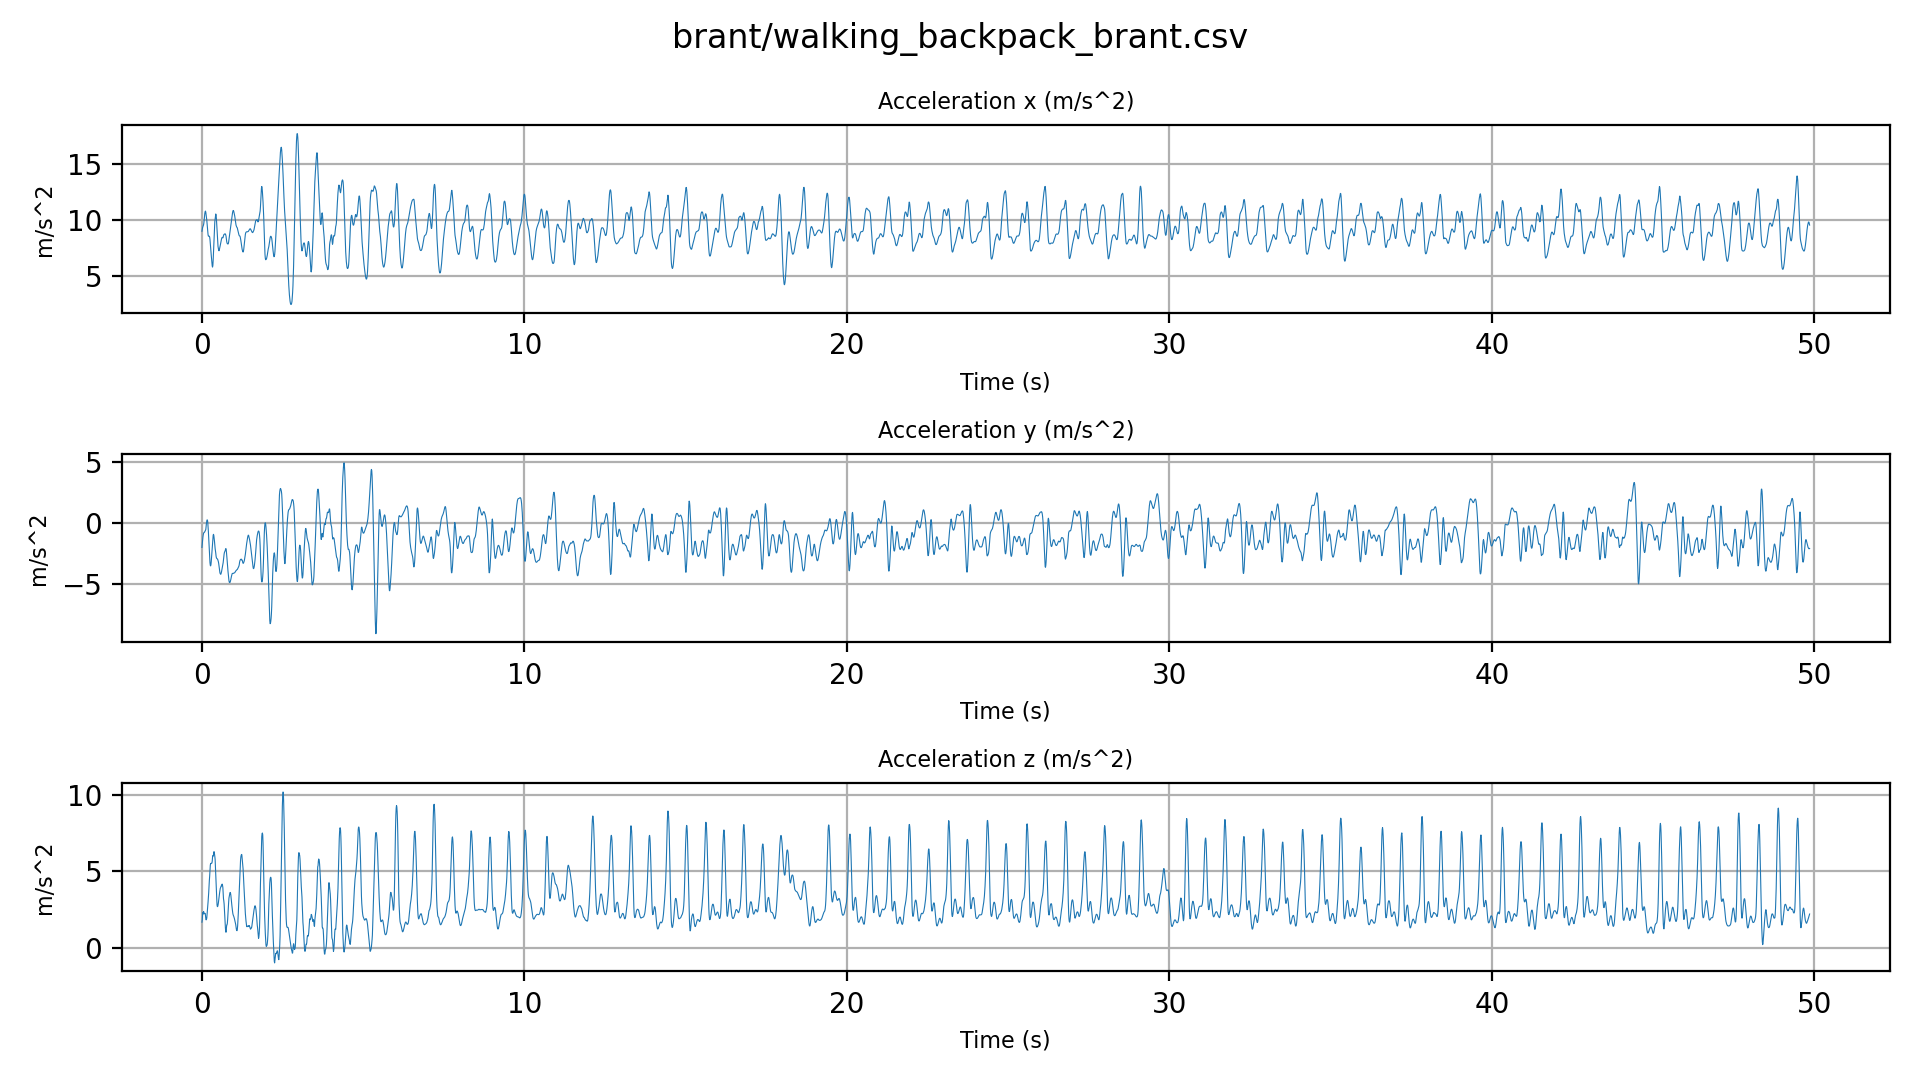 brant/walking_backpack_brant.csv
Acceleration x (m/s^2)
m/s^2
15
10
5
0 10 20 30 40 50
Time (s)
Acceleration y (m/s^2)
m/s^2
5
0
−5
0 10 20 30 40 50
Time (s)
Acceleration z (m/s^2)
m/s^2
10
5
0
0 10 20 30 40 50
Time (s)